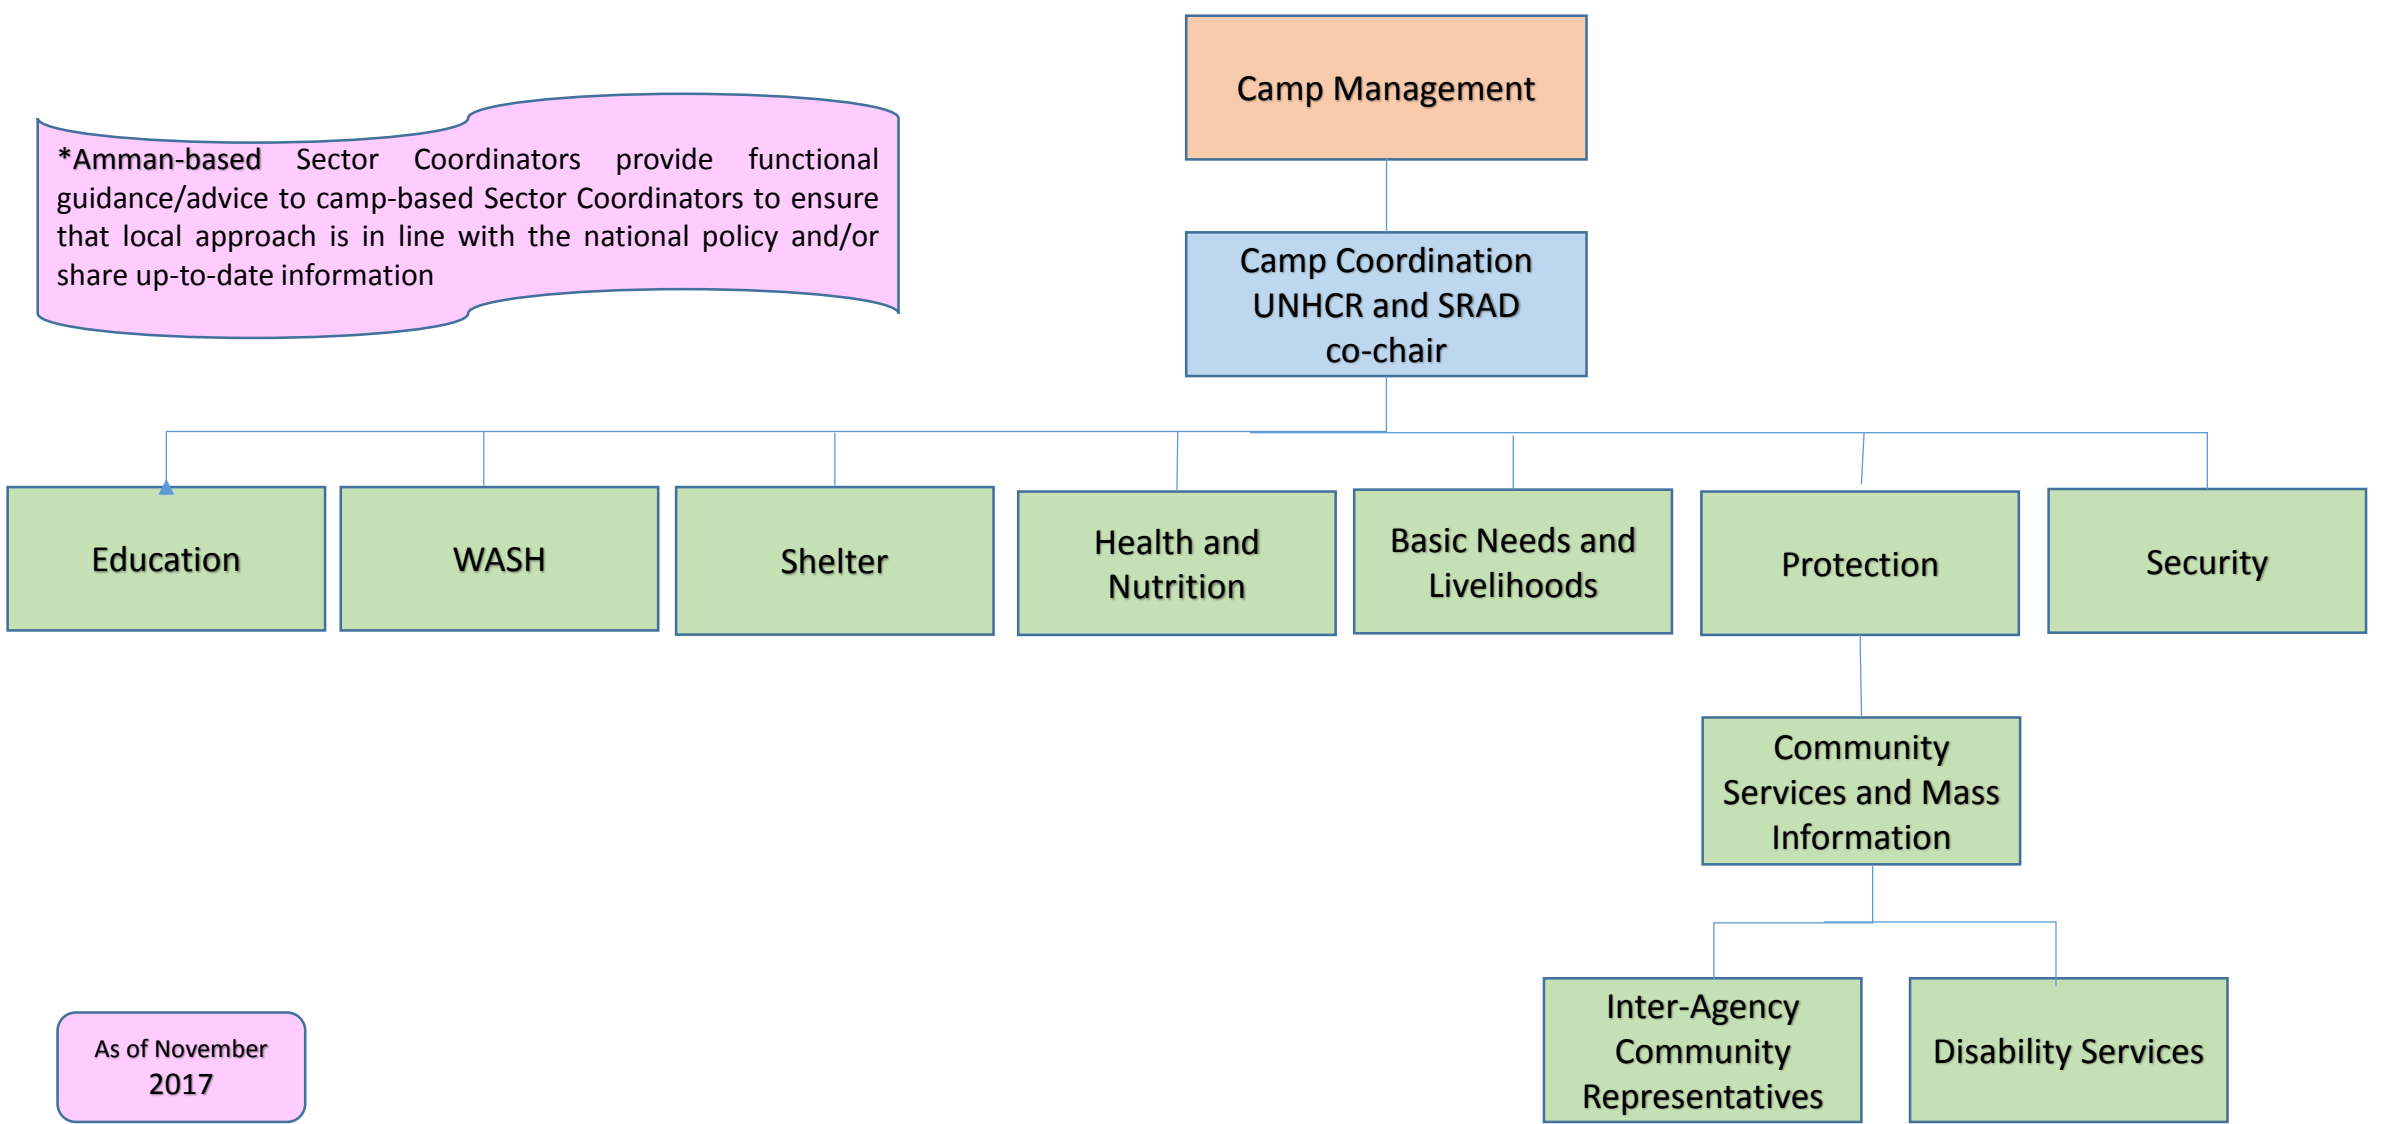 Camp Management
*Amman-based Sector Coordinators provide functional
guidance/advice to camp-based Sector Coordinators to ensure
that local approach is in line with the national policy and/or
share up-to-date information
Camp Coordination
UNHCR and SRAD
co-chair
Education
WASH
Shelter
Health and
Nutrition
Basic Needs and
Livelihoods
Protection
Security
Community
Services and Mass
Information
Inter-Agency
Community
Representatives
Disability Services
As of November
2017